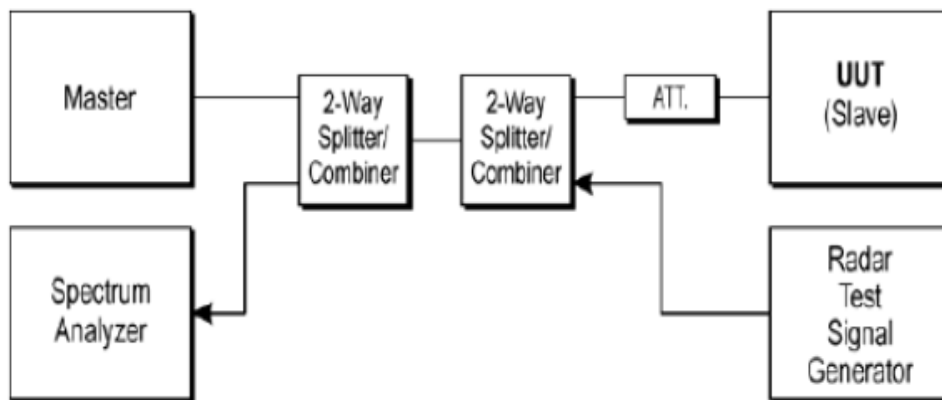 Master
2-Way
Splitter/
Combiner
2-Way
Splitter/
Combiner
ATT.
UUT
(Slave)
Spectrum
Analyzer
Radar
Test
Signal
Generator